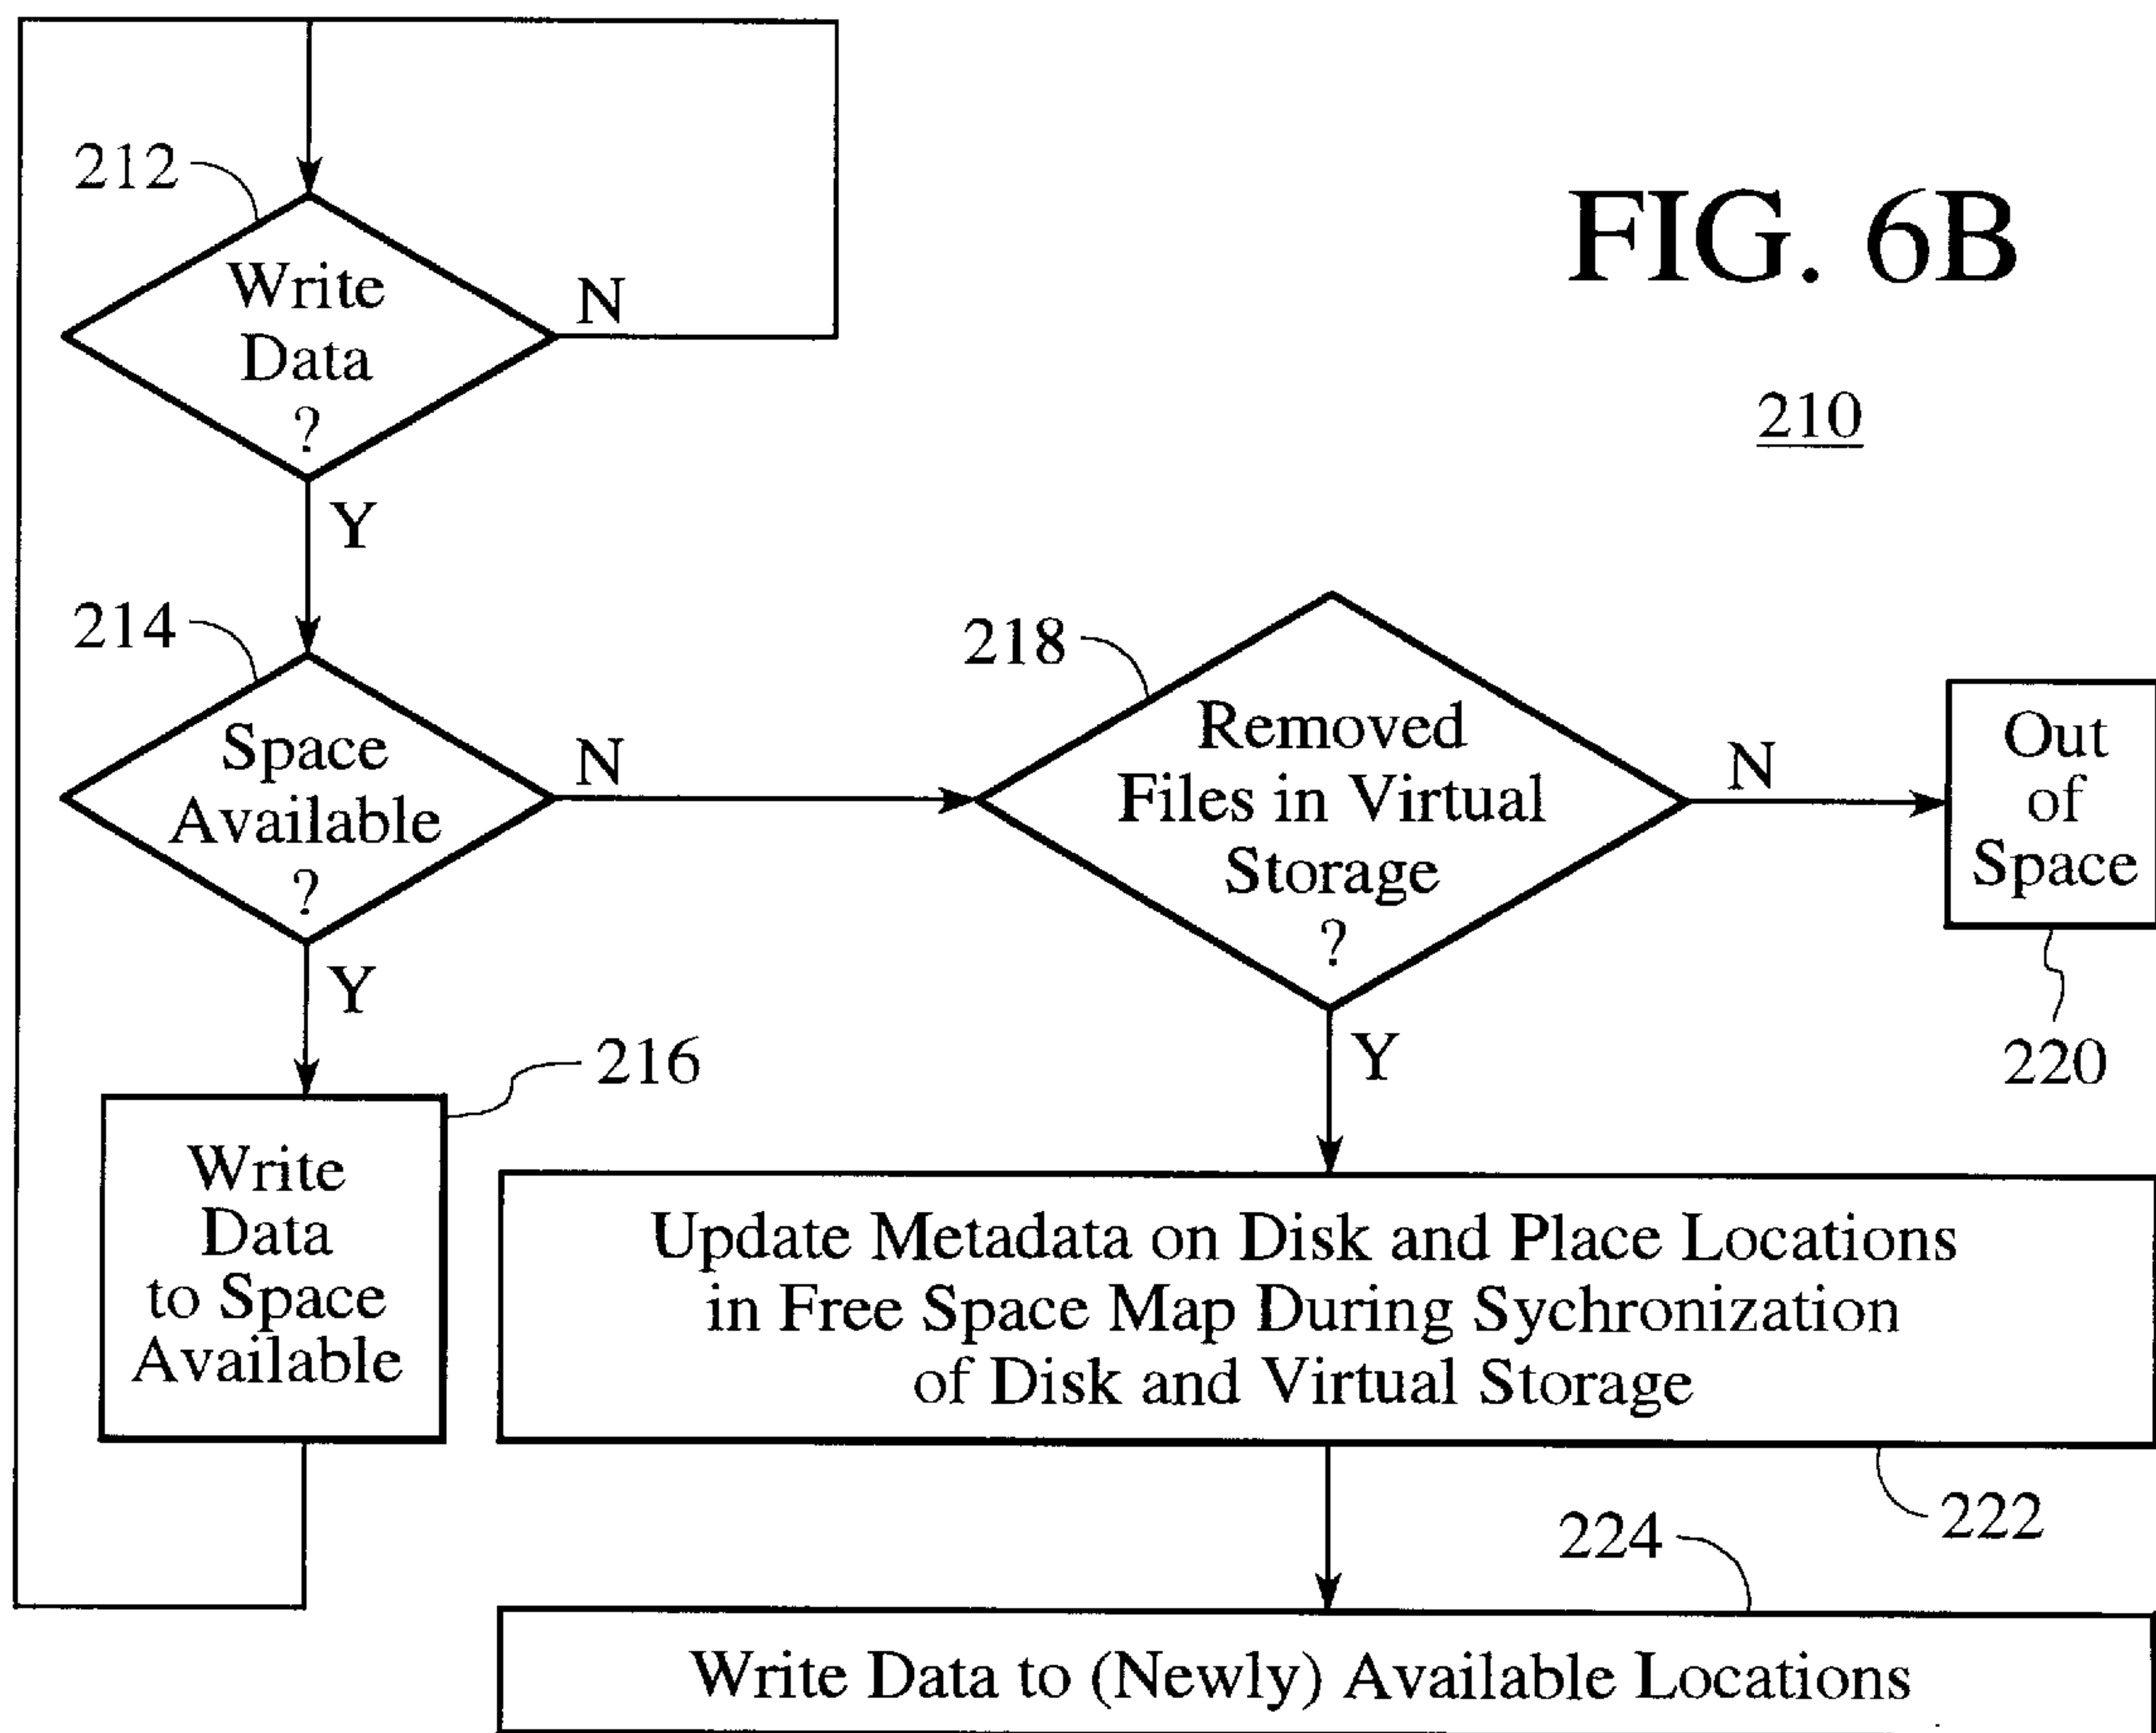 FIG. 6B
210
212
Write
Data
?
N
Y
214
Space
Available
?
N
Y
218
Removed
Files in Virtual
Storage
?
N
Y
Out
of
Space
220
216
Write
Data
to Space
Available
Update Metadata on Disk and Place Locations
in Free Space Map During Sychronization
of Disk and Virtual Storage
222
224
Write Data to (Newly) Available Locations